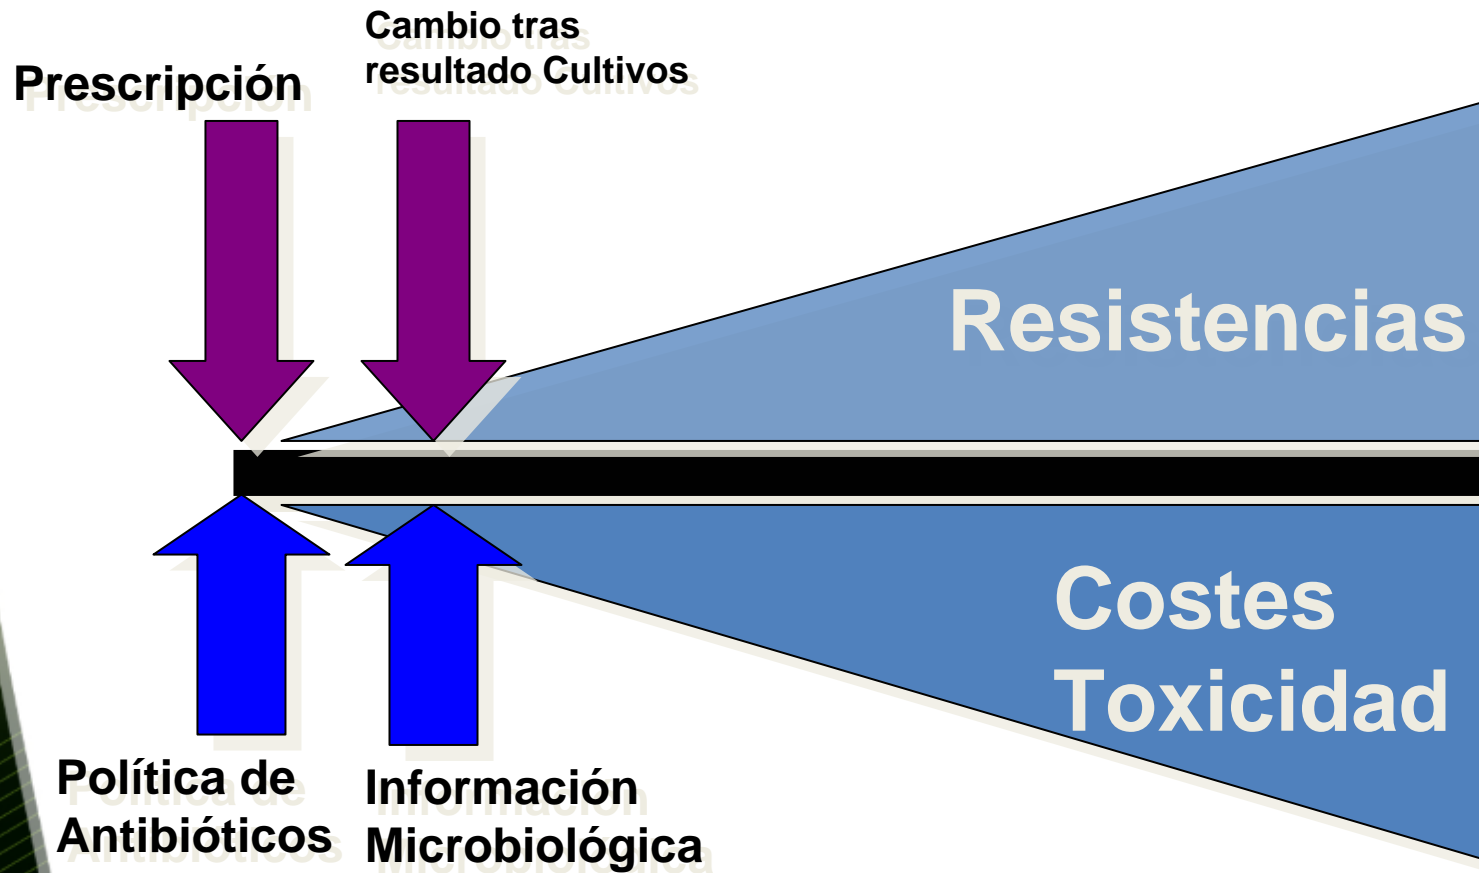 Cambio tras
resultado Cultivos
Prescripción
Resistencias
Costes
Toxicidad
Política de
Antibióticos
Información
Microbiológica